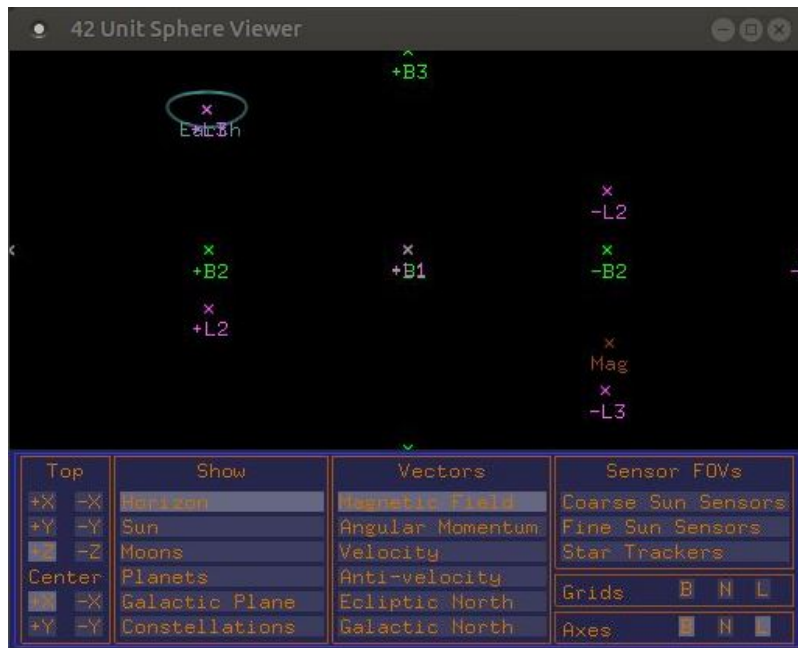 42 Unit Sphere Viewer
+B3
Earth
+L3
-L2
+B2
+B1
-B2
+L2
Mag
-L3
Top Show Vectors Sensor FOVs
+X -X Horizon Magnetic Field Coarse Sun Sensors
+Y -Y Sun Angular Momentum Fine Sun Sensors
+Z -Z Moons Velocity Star Trackers
Center Planets Anti-velocity
+X -X Galactic Plane Ecliptic North Grids B N L
+Y -Y Constellations Galactic North Axes B N L